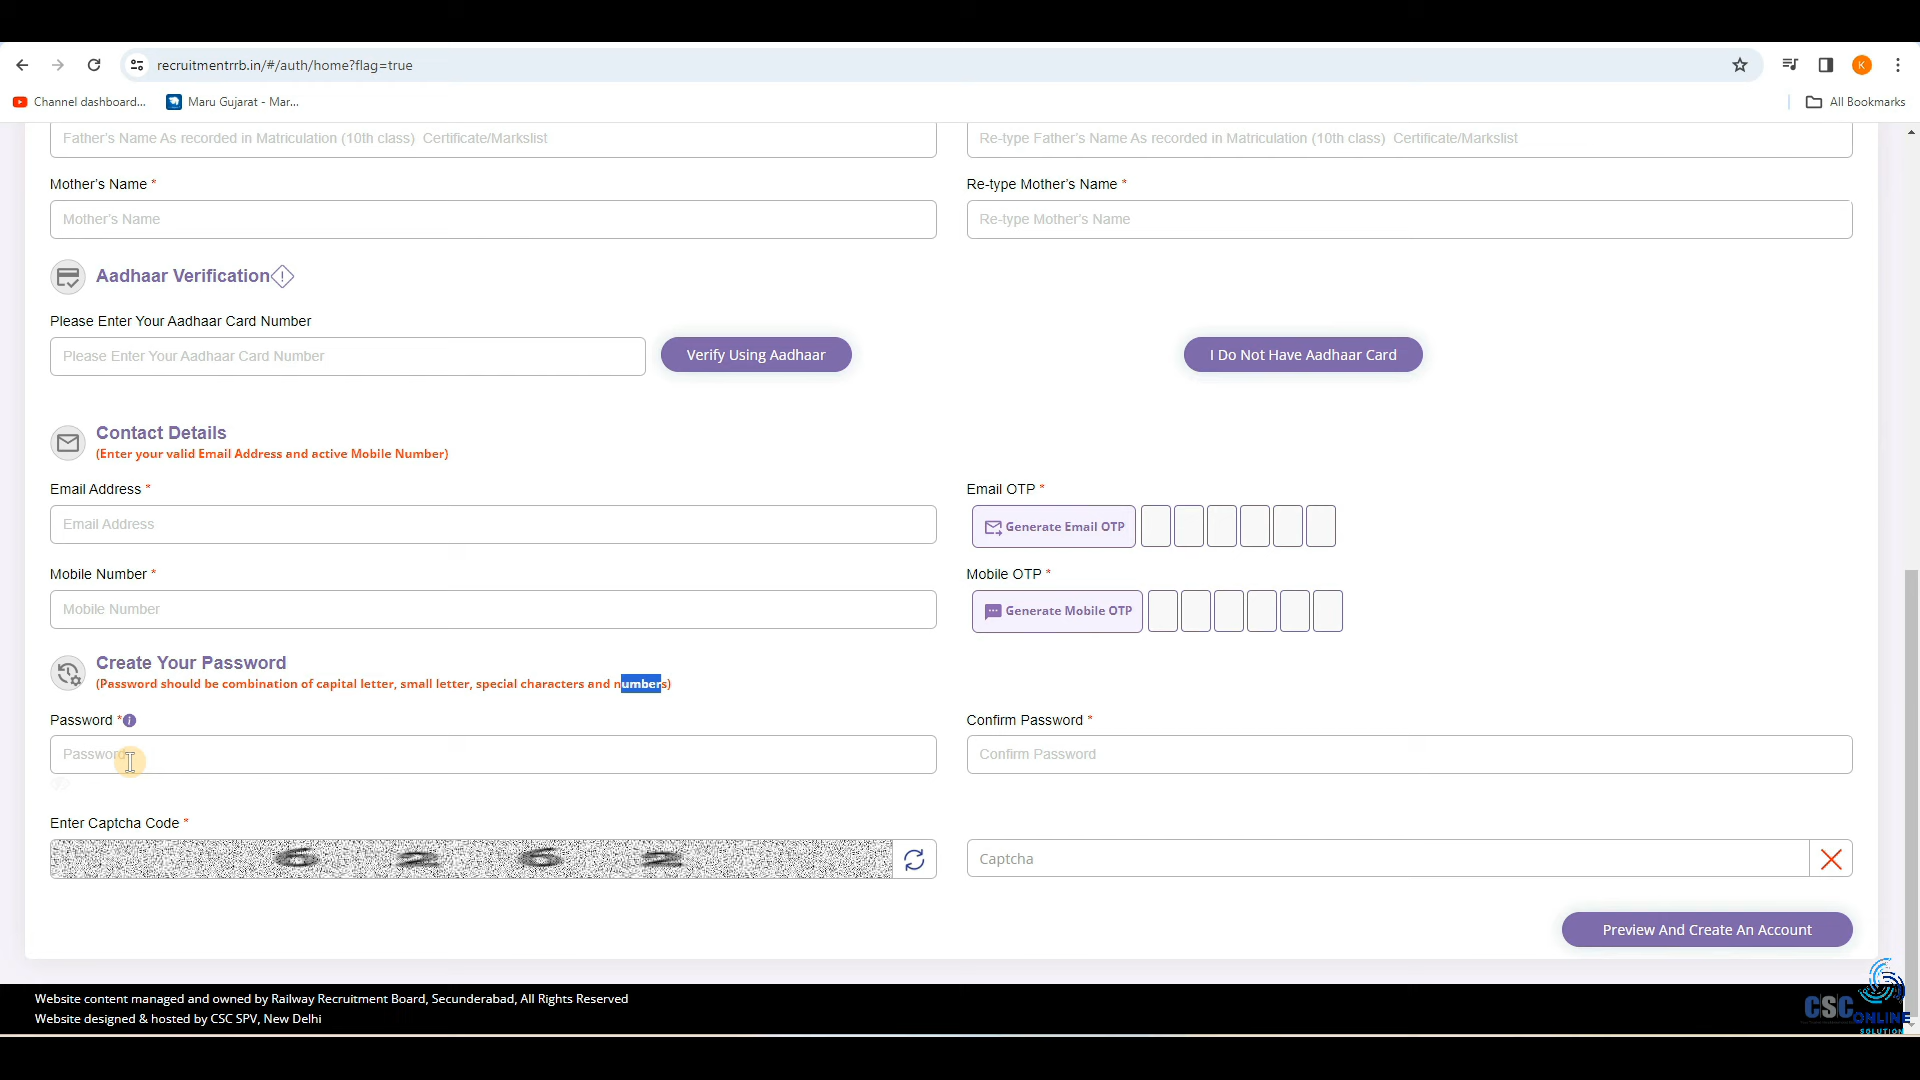 recruitmentrrb.in/#/auth/home?flag=true
K
Channel dashboard...
Maru Gujarat - Mar...
All Bookmarks
Father's Name As recorded in Matriculation (10th class) Certificate/Markslist
Re-type Father's Name As recorded in Matriculation (10th class) Certificate/Markslist
Mother's Name *
Re-type Mother's Name *
Mother's Name
Re-type Mother's Name
Aadhaar Verification
Please Enter Your Aadhaar Card Number
Please Enter Your Aadhaar Card Number
Verify Using Aadhaar
I Do Not Have Aadhaar Card
Contact Details
(Enter your valid Email Address and active Mobile Number)
Email Address *
Email OTP *
Email Address
Generate Email OTP
Mobile Number *
Mobile OTP *
Mobile Number
Generate Mobile OTP
Create Your Password
(Password should be combination of capital letter, small letter, special characters and numbers)
Password *
Confirm Password *
Password
Confirm Password
Enter Captcha Code *
6 2 6 2
Captcha
Preview And Create An Account
Website content managed and owned by Railway Recruitment Board, Secunderabad, All Rights Reserved
Website designed & hosted by CSC SPV, New Delhi
CSC
ONLINE
SOLUTION